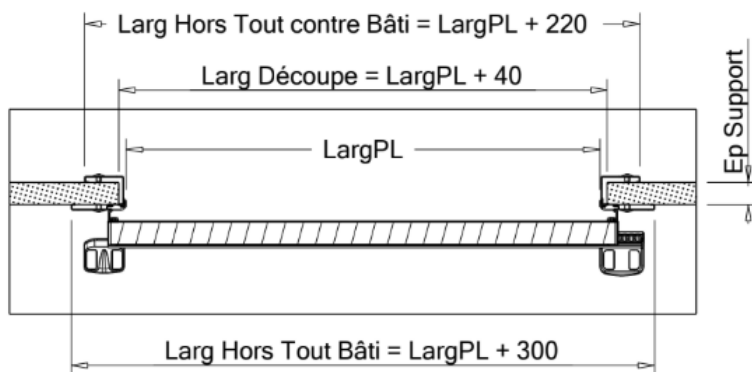 Larg Hors Tout contre Bâti = LargPL + 220
Larg Découpe = LargPL + 40
LargPL
Ep Support
Larg Hors Tout Bâti = LargPL + 300